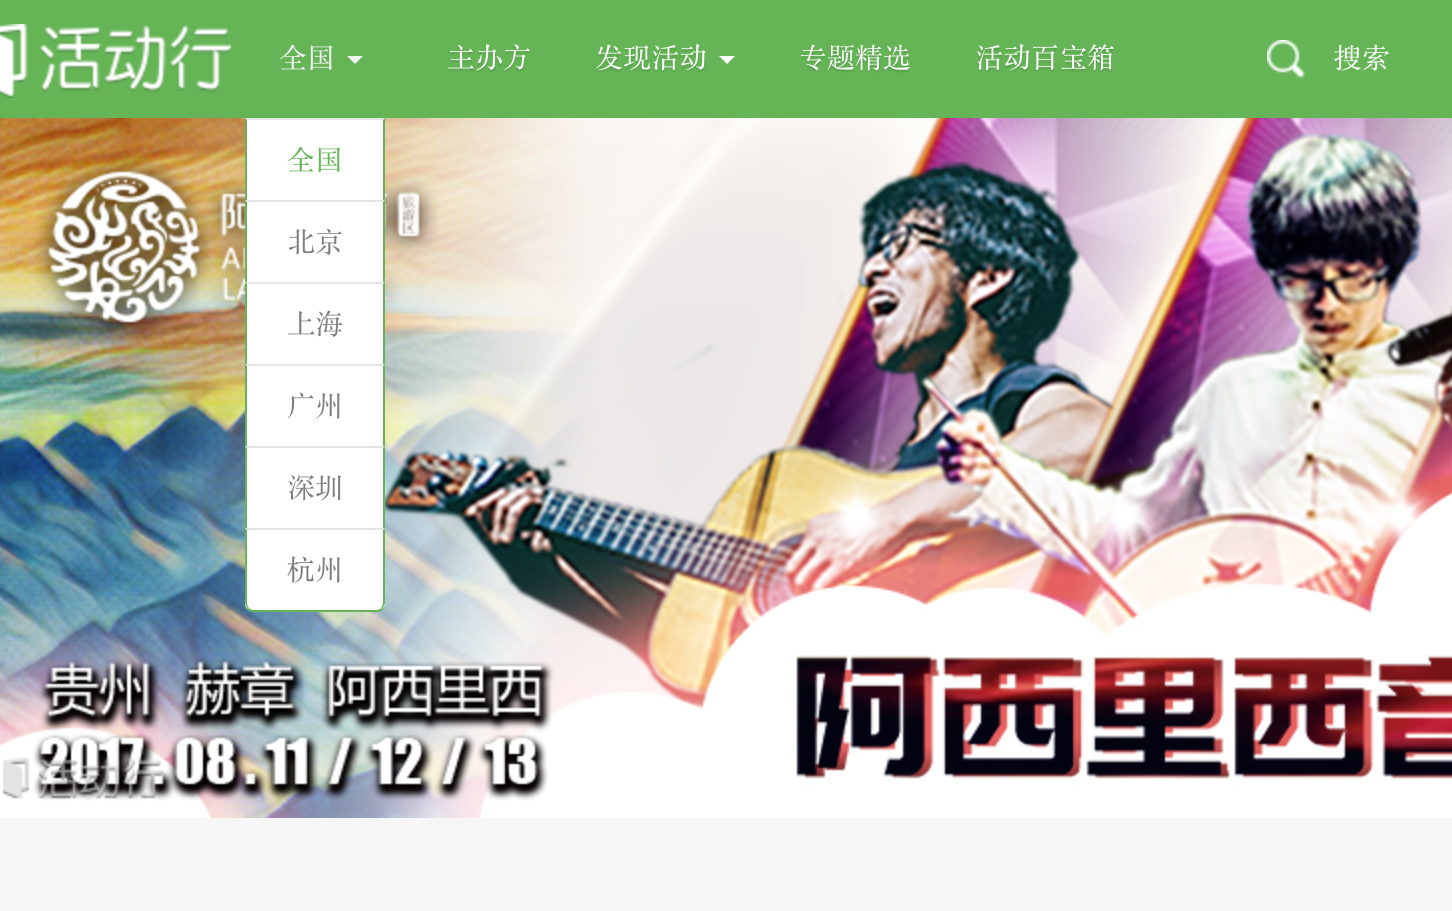 活动行 全国 主办方 发现活动 专题精选 活动百宝箱 搜索
全国
北京
上海
广州
深圳
杭州
阿
旅游区
A
LA
贵州 赫章 阿西里西
2017.08.11 / 12 / 13
活动行
阿西里西音